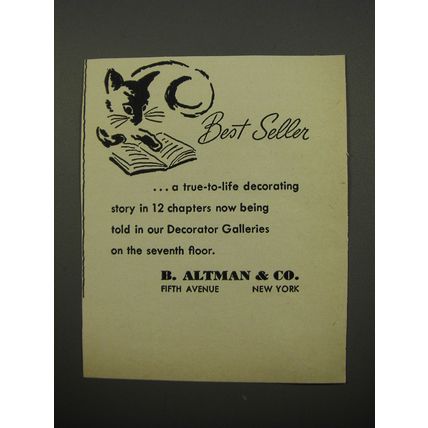 Best Seller
... a true-to-life decorating
story in 12 chapters now being
told in our Decorator Galleries
on the seventh floor.
B. ALTMAN & CO.
FIFTH AVENUE NEW YORK